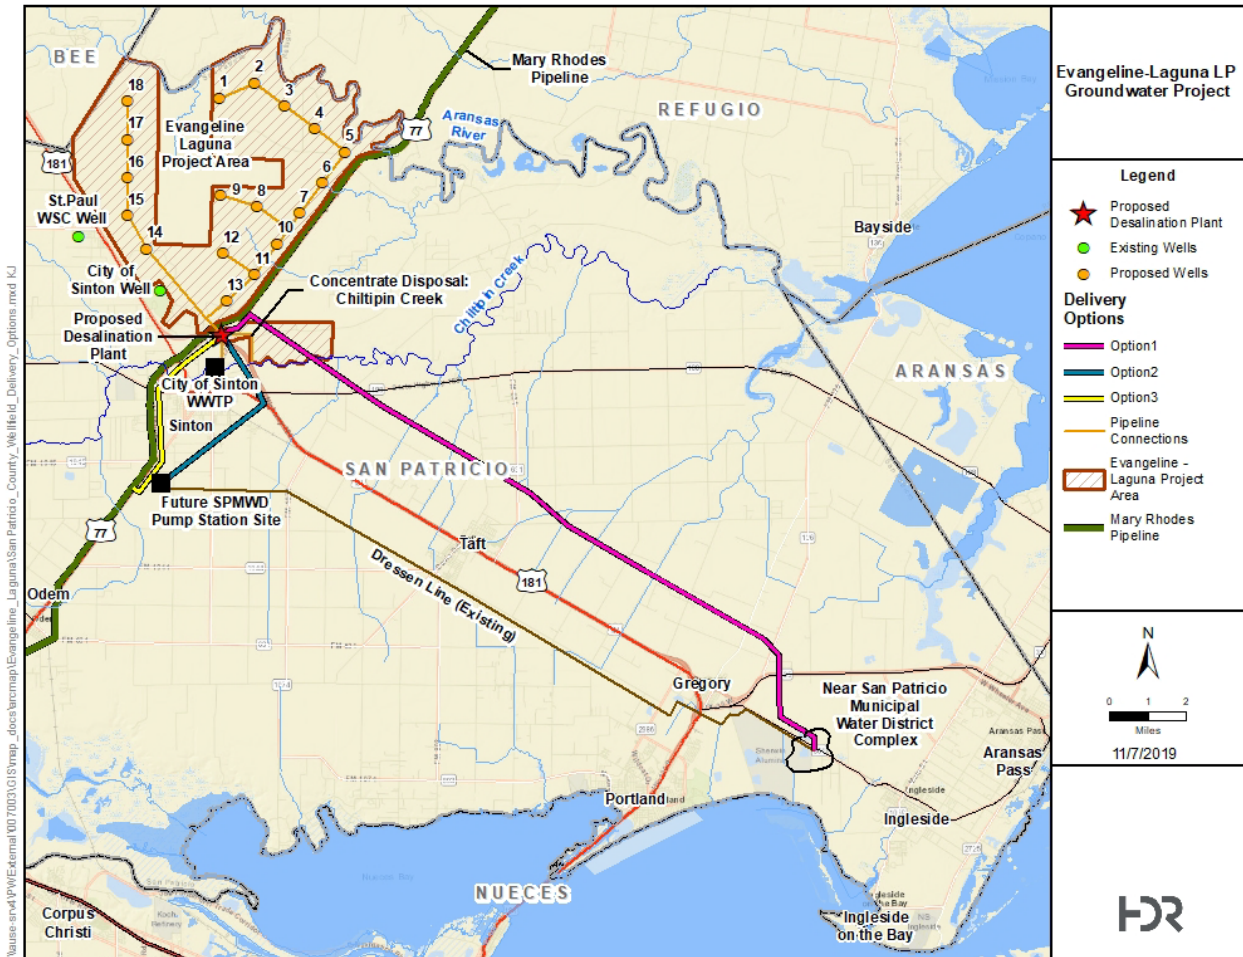 BEE
Mary Rhodes
Pipeline
REFUGIO
Aransas
River
77
181
1
2
3
4
5
6
7
8
9
10
11
12
13
14
15
16
17
18
Evangeline
Laguna
Project Area
St.Paul
WSC Well
City of
Sinton Well
Concentrate Disposal:
Chiltipin Creek
Chiltipin Creek
Proposed
Desalination
Plant
City of Sinton
WWTP
Sinton
Bayside
ARANSAS
SAN PATRICIO
Future SPMWD
Pump Station Site
77
Taft
181
Dressen Line (Existing)
Odem
Gregory
Near San Patricio
Municipal
Water District
Complex
Aransas Pass
Aransas
Pass
Portland
Ingleside
Ingleside
NUECES
Nueces Bay
Corpus
Christi
Ingleside
on the Bay
Evangeline-Laguna LP
Groundwater Project
Legend
Proposed
Desalination Plant
Existing Wells
Proposed Wells
Delivery
Options
Option1
Option2
Option3
Pipeline
Connections
Evangeline -
Laguna Project
Area
Mary Rhodes
Pipeline
N
0 1 2
Miles
11/7/2019
HDR